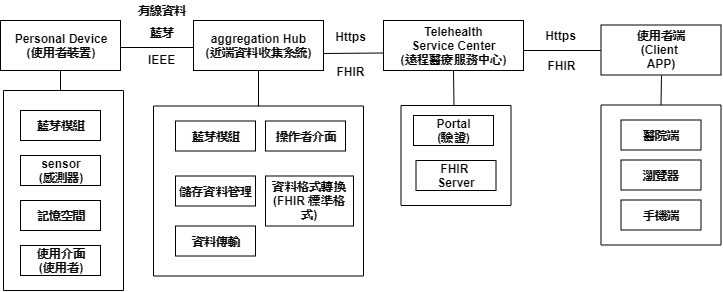 有線資料
藍芽
IEEE
Personal Device
(使用者裝置)
aggregation Hub
(近端資料收集系統)
Https
FHIR
Telehealth
Service Center
(遠程醫療服務中心)
Https
FHIR
使用者端
(Client
APP)
藍芽模組
sensor
(感測器)
記憶空間
使用介面
(使用者)
藍芽模組
操作者介面
儲存資料管理
資料格式轉換
(FHIR 標準格
式)
資料傳輸
Portal
(驗證)
FHIR
Server
醫院端
瀏覽器
手機端